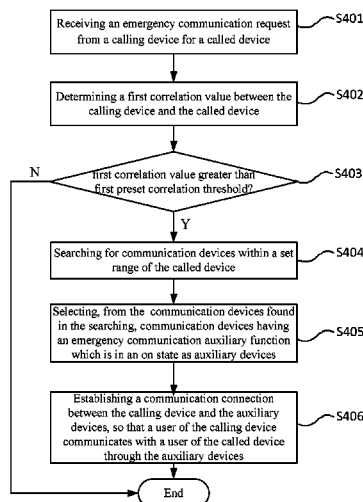 Receiving an emergency communication request
from a calling device for a called device
S401
Determining a first correlation value between the
calling device and the called device
S402
first correlation value greater than
first preset correlation threshold?
S403
N
Y
Searching for communication devices within a set
range of the called device
S404
Selecting, from the communication devices found
in the searching, communication devices having
an emergency communication auxiliary function
which is in an on state as auxiliary devices
S405
Establishing a communication connection
between the calling device and the auxiliary
devices, so that a user of the calling device
communicates with a user of the called device
through the auxiliary devices
S406
End